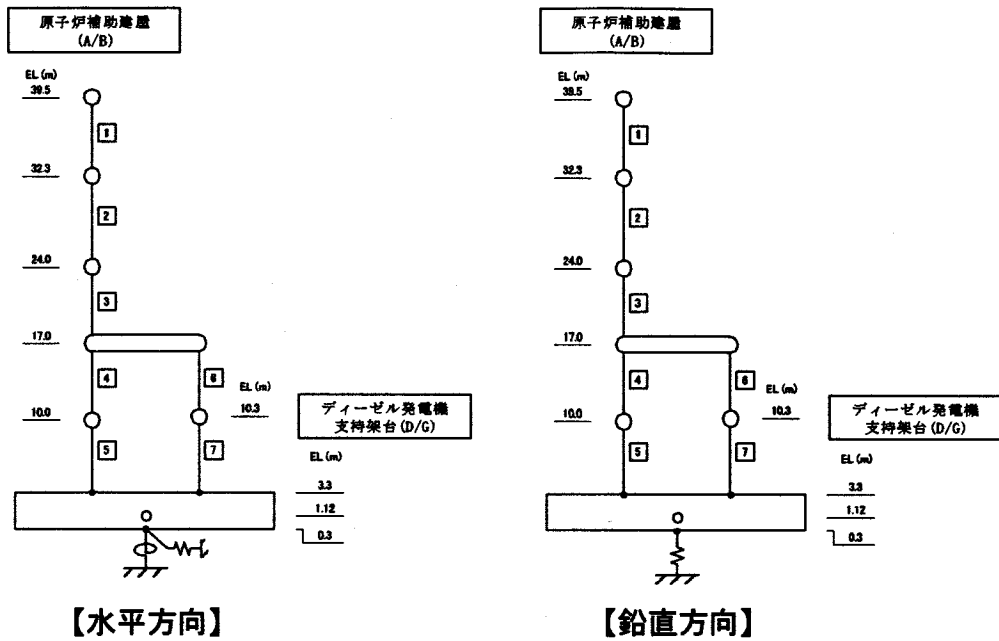 原子炉補助建屋
(A/B)
EL(m)
39.5
1
32.3
2
24.0
3
17.0
4
6
EL(m)
10.0
10.3
5
7
ディーゼル発電機
支持架台(D/G)
EL(m)
3.3
1.12
0.3
【水平方向】
原子炉補助建屋
(A/B)
EL(m)
39.5
1
32.3
2
24.0
3
17.0
4
6
EL(m)
10.0
10.3
5
7
ディーゼル発電機
支持架台(D/G)
EL(m)
3.3
1.12
0.3
【鉛直方向】